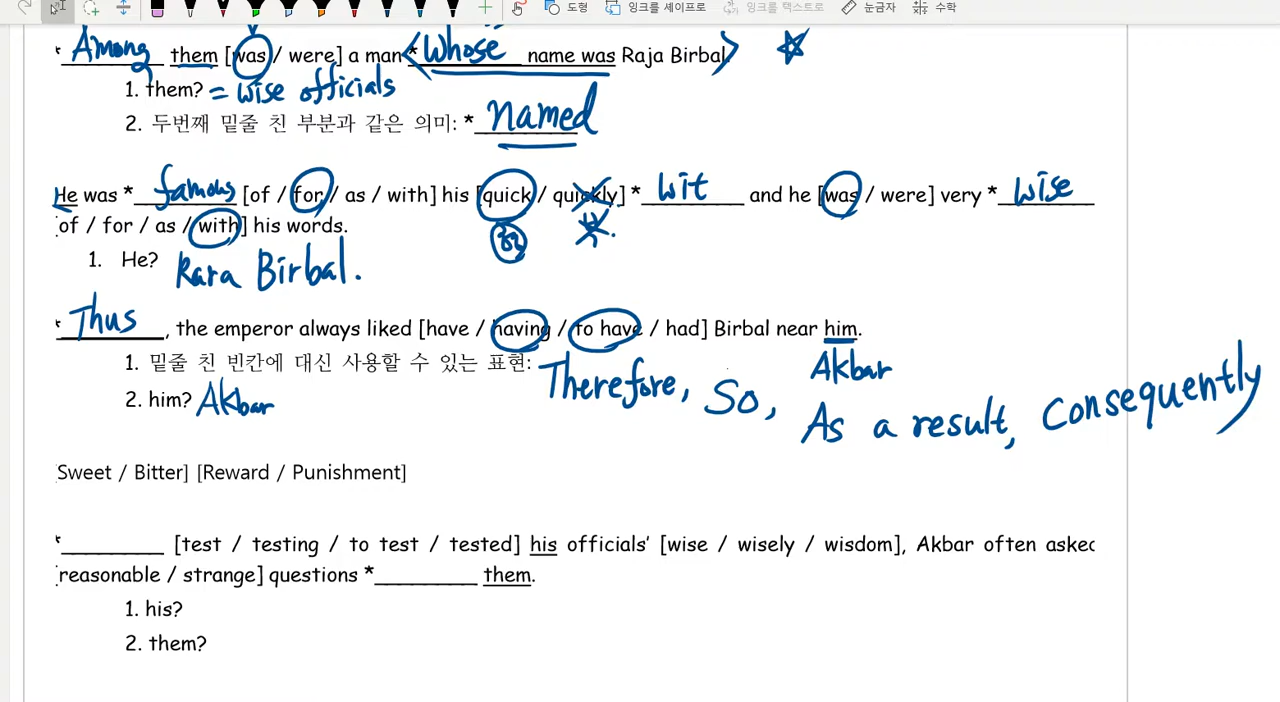 도형 잉크를 셰이프로 잉크를 텍스트로 눈금자 수학
* Among them [was / were] a man * <Whose name was Raja Birbal>
1. them? = wise officials
2. 두번째 밑줄 친 부분과 같은 의미: * named
He was * famous [of / for / as / with] his [quick / quickly] * wit and he [was / were] very * wise
of / for / as / with] his words.
1. He? Rara Birbal.
* Thus, the emperor always liked [have / having / to have / had] Birbal near him.
Akbar
1. 밑줄 친 빈칸에 대신 사용할 수 있는 표현: Therefore, So, As a result, Consequently
2. him? Akbar
Sweet / Bitter] [Reward / Punishment]
*________ [test / testing / to test / tested] his officials' [wise / wisely / wisdom], Akbar often asked
reasonable / strange] questions *________ them.
1. his?
2. them?